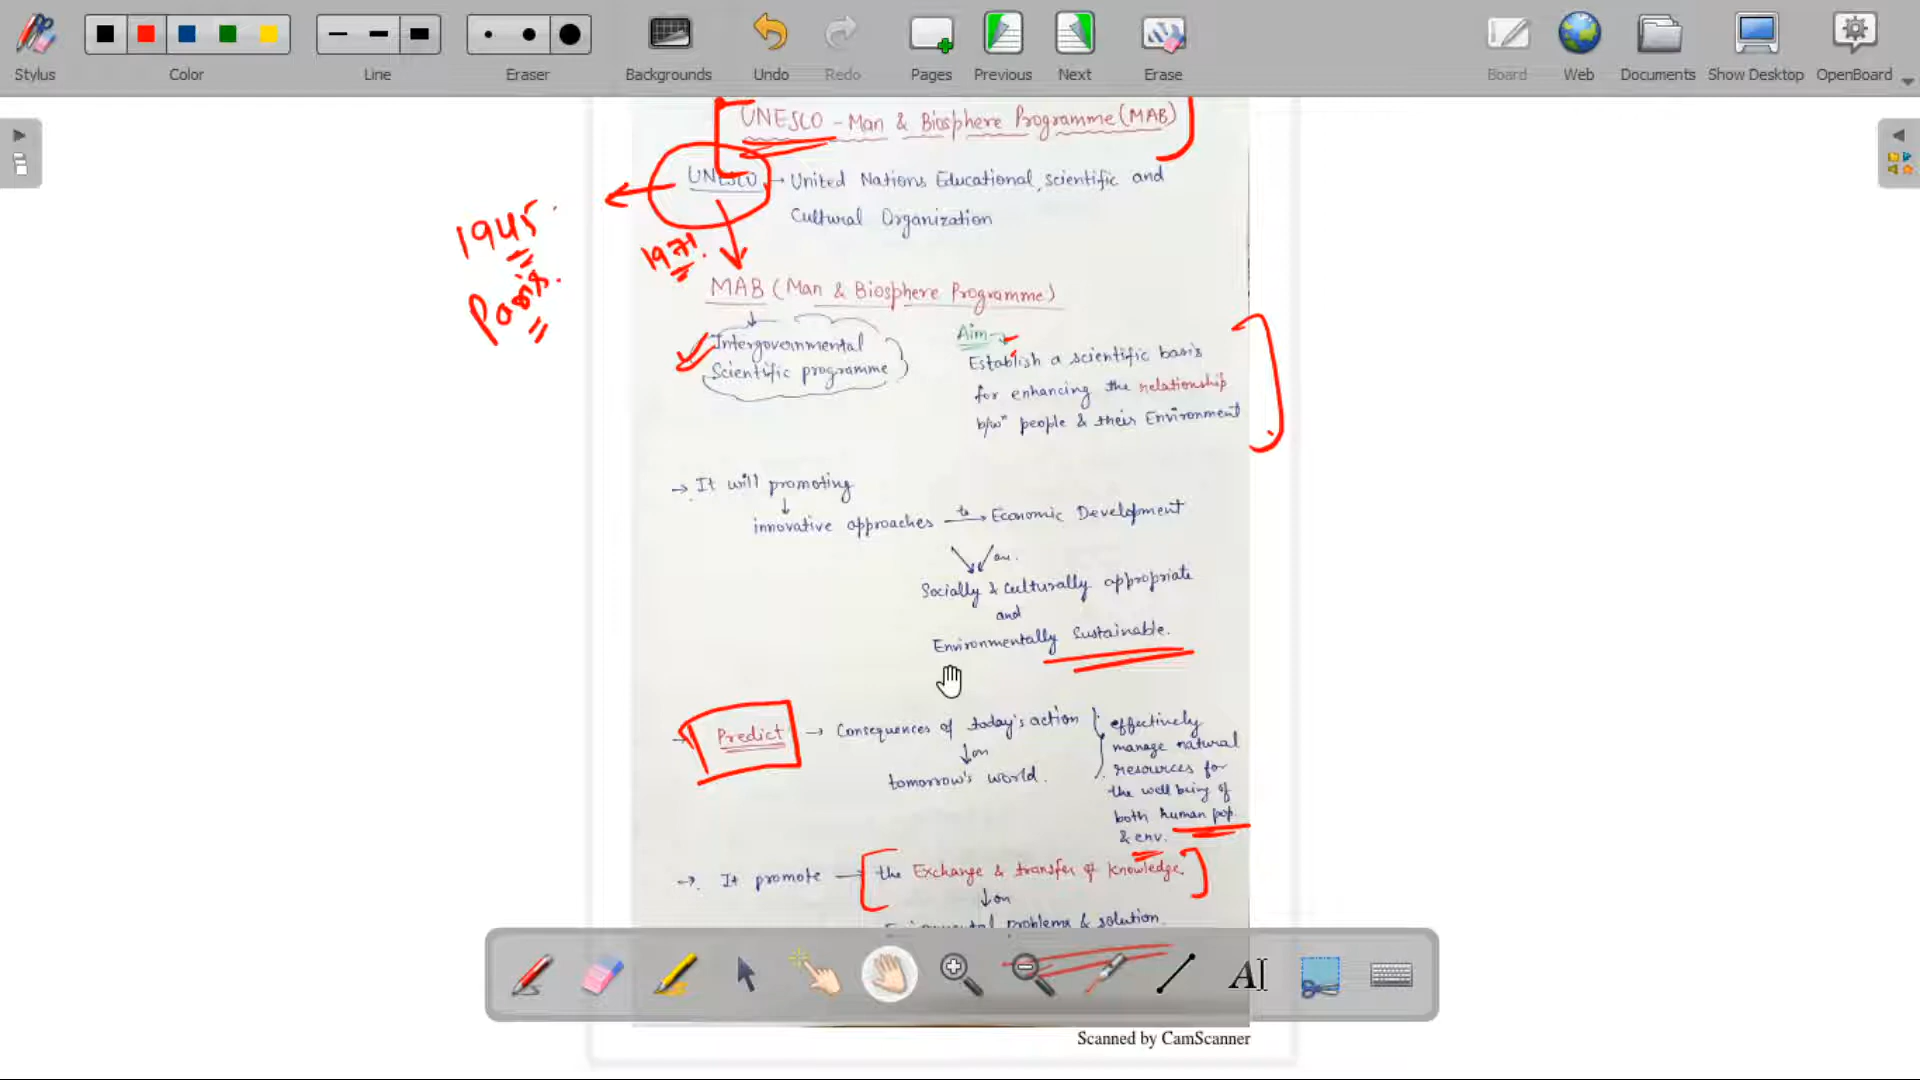 Stylus
Color
Line
Eraser
Backgrounds
Undo
Redo
Pages
Previous
Next
Erase
Board
Web
Documents
Show Desktop
OpenBoard
UNESCO - Man & Biosphere Programme (MAB)
UNESCO → United Nations Educational, scientific and
Cultural Organization
1945
Paris.
1971.
MAB (Man & Biosphere Programme)
Intergovernmental
Scientific programme
Aim →
Establish a scientific basis
for enhancing the relationship
b/wn people & their Environment
→ It will promoting
innovative approaches to → Economic Development
Socially & culturally appropriate
and
Environmentally Sustainable.
→ Predict → Consequences of today's action
↓ on
tomorrow's world.
effectively
manage natural
resources for
the well being of
both human pop.
& env.
→ It promote → the Exchange & transfer of knowledge.
↓ on
problems & solution.
Scanned by CamScanner